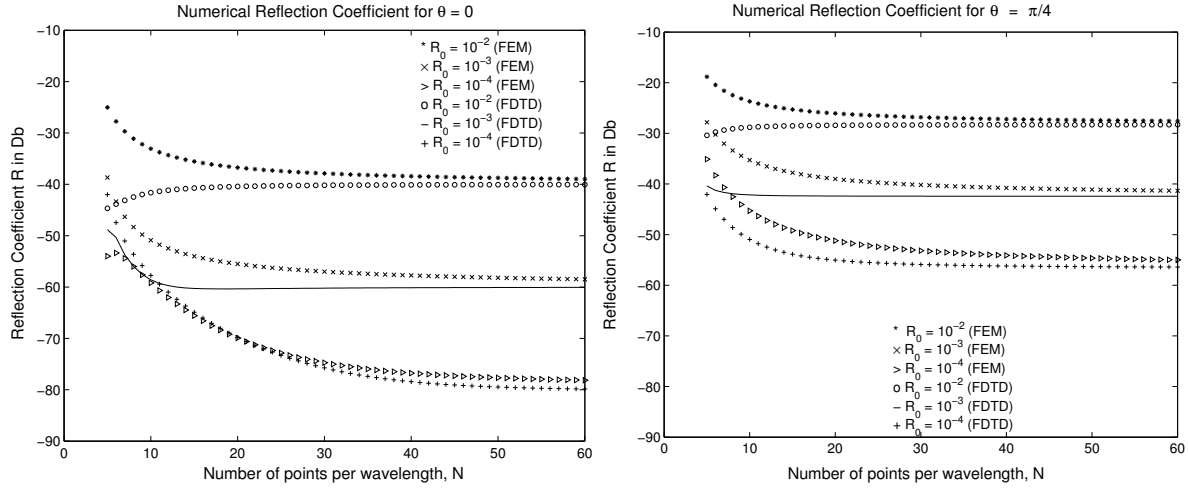 Numerical Reflection Coefficient for θ = 0
−10
−20
−30
−40
−50
−60
−70
−80
−90
Reflection Coefficient R in Db
* R₀ = 10⁻² (FEM)
× R₀ = 10⁻³ (FEM)
> R₀ = 10⁻⁴ (FEM)
o R₀ = 10⁻² (FDTD)
− R₀ = 10⁻³ (FDTD)
+ R₀ = 10⁻⁴ (FDTD)
0 10 20 30 40 50 60
Number of points per wavelength, N
Numerical Reflection Coefficient for θ = π/4
−10
−20
−30
−40
−50
−60
−70
−80
−90
Reflection Coefficient R in Db
* R₀ = 10⁻² (FEM)
× R₀ = 10⁻³ (FEM)
> R₀ = 10⁻⁴ (FEM)
o R₀ = 10⁻² (FDTD)
− R₀ = 10⁻³ (FDTD)
+ R₀ = 10⁻⁴ (FDTD)
0 10 20 30 40 50 60
Number of points per wavelength, N